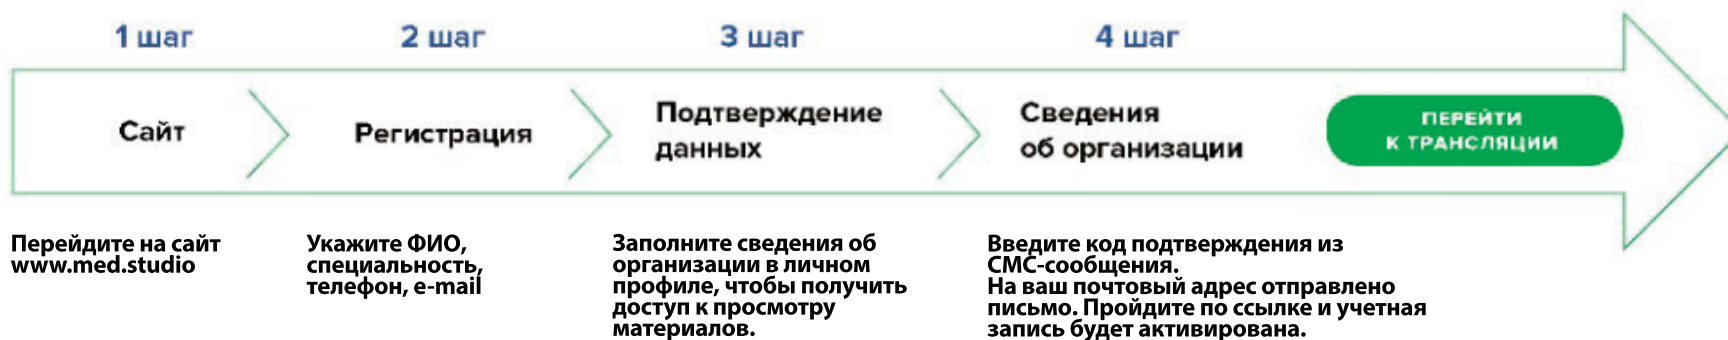 1 шаг
2 шаг
3 шаг
4 шаг
Сайт
Регистрация
Подтверждение
данных
Сведения
об организации
ПЕРЕЙТИ
К ТРАНСЛЯЦИИ
Перейдите на сайт
www.med.studio
Укажите ФИО,
специальность,
телефон, e-mail
Заполните сведения об
организации в личном
профиле, чтобы получить
доступ к просмотру
материалов.
Введите код подтверждения из
СМС-сообщения.
На ваш почтовый адрес отправлено
письмо. Пройдите по ссылке и учетная
запись будет активирована.